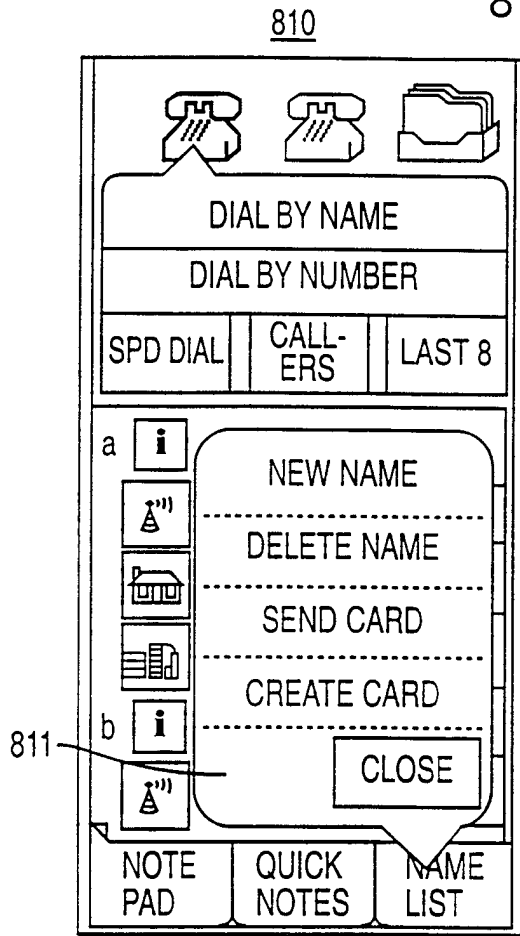 810
DIAL BY NAME
DIAL BY NUMBER
SPD DIAL
CALL-
ERS
LAST 8
a
i
NEW NAME
DELETE NAME
SEND CARD
CREATE CARD
b
i
811
CLOSE
NOTE
PAD
QUICK
NOTES
NAME
LIST